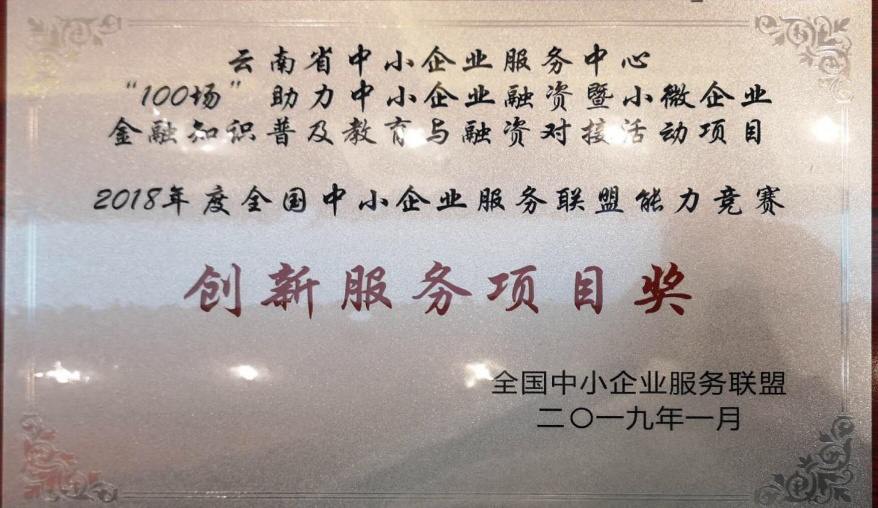 云南省中小企业服务中心
“100场”助力中小企业融资暨小微企业
金融知识普及教育与融资对接活动项目
2018年度全国中小企业服务联盟能力竞赛
创新服务项目奖
全国中小企业服务联盟
二〇一九年一月